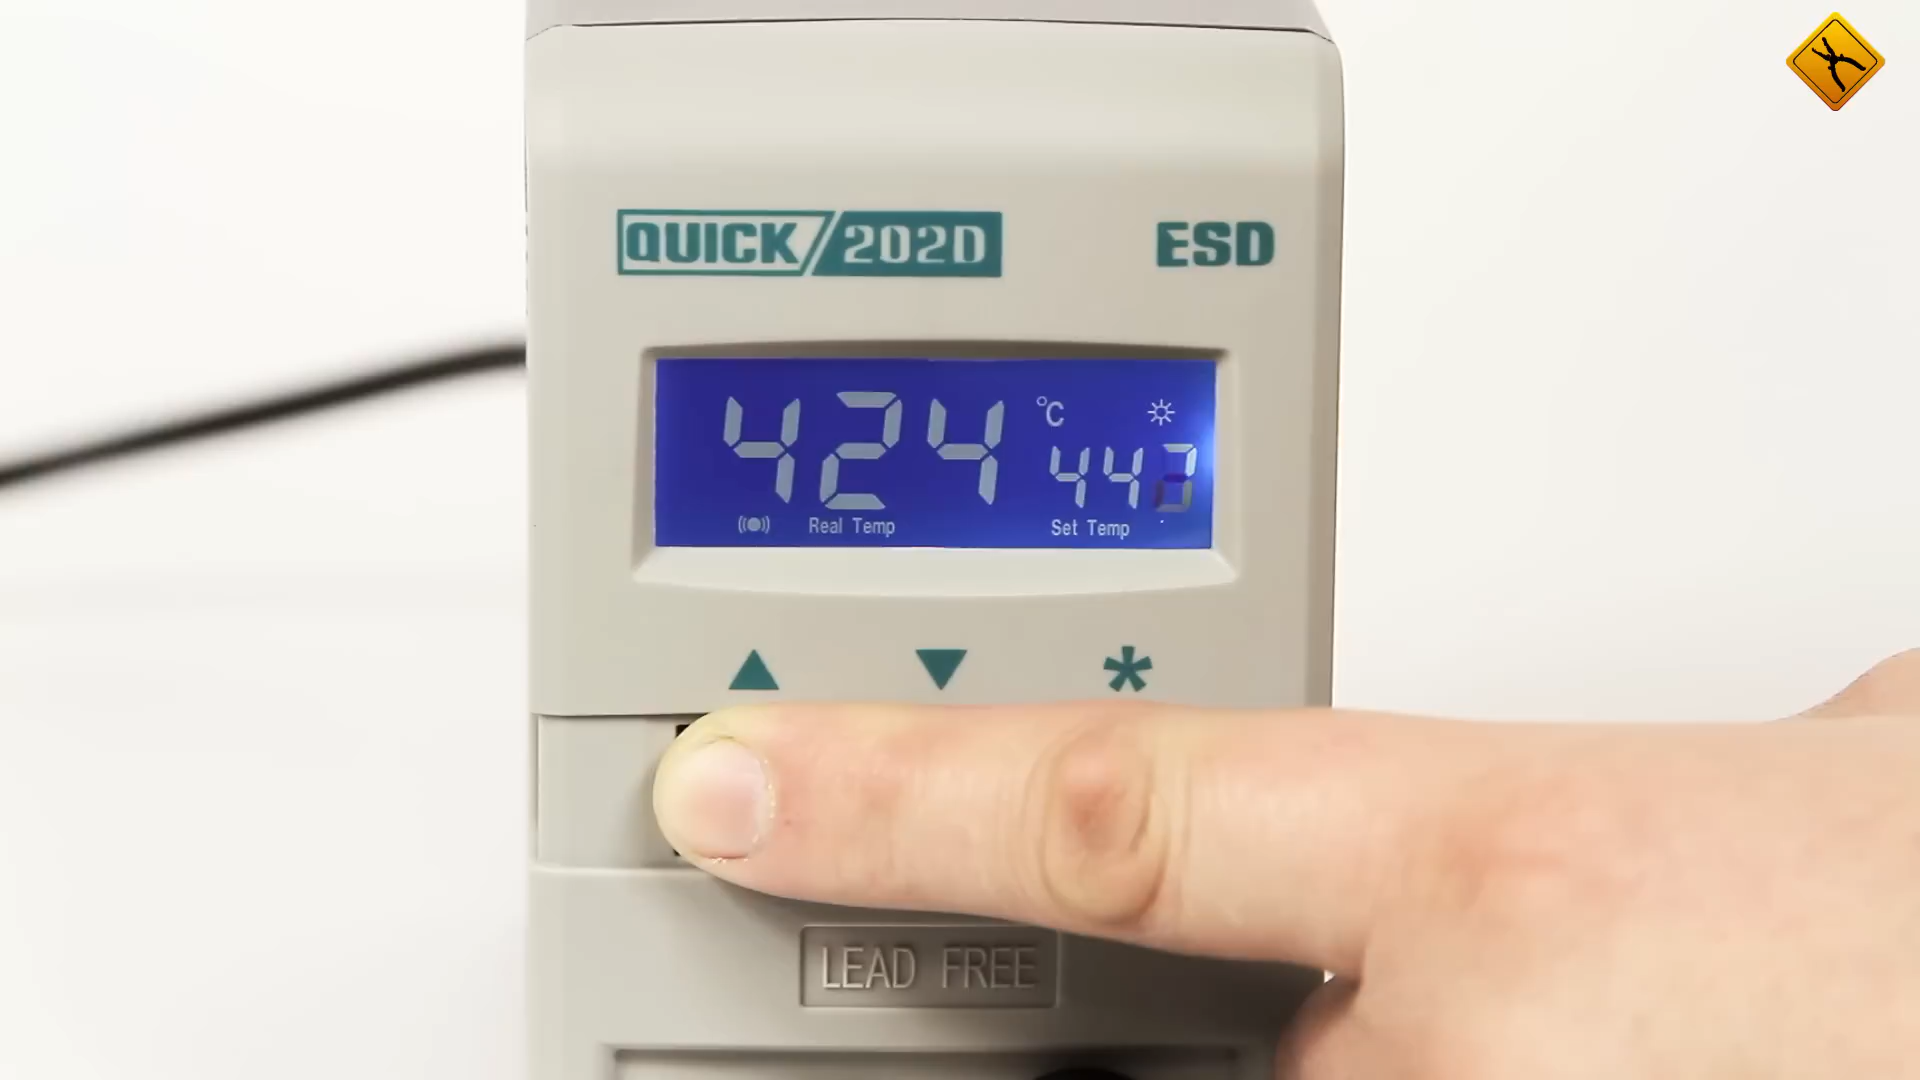 QUICK/202D ESD
424 °C
Real Temp Set Temp
LEAD FREE